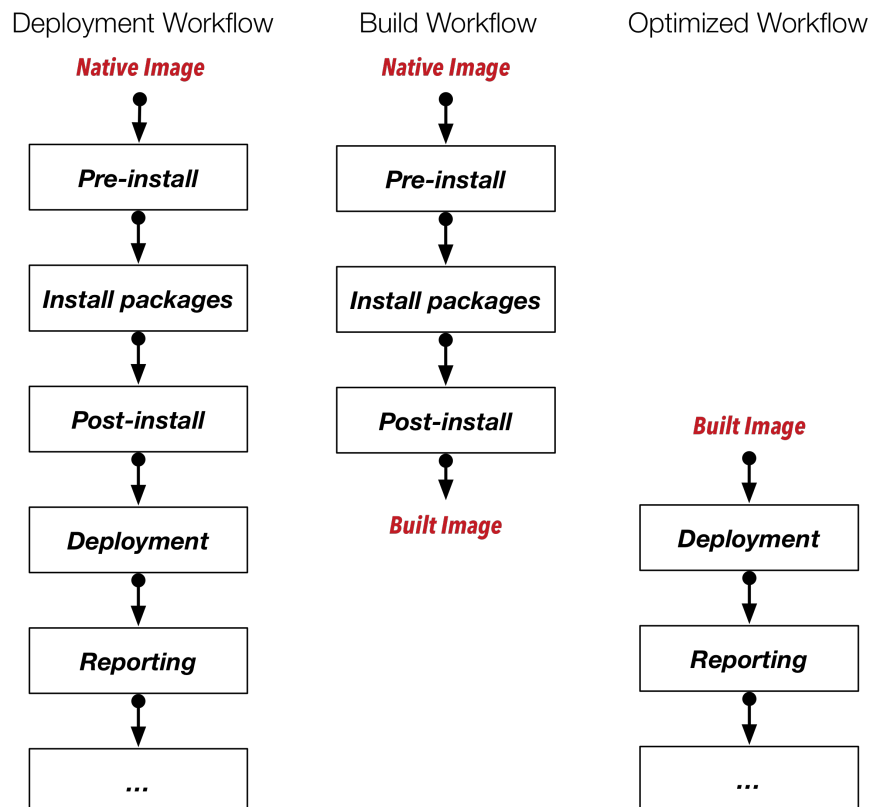 Deployment Workflow
Native Image
Pre-install
Install packages
Post-install
Deployment
Reporting
...
Build Workflow
Native Image
Pre-install
Install packages
Post-install
Built Image
Optimized Workflow
Built Image
Deployment
Reporting
...